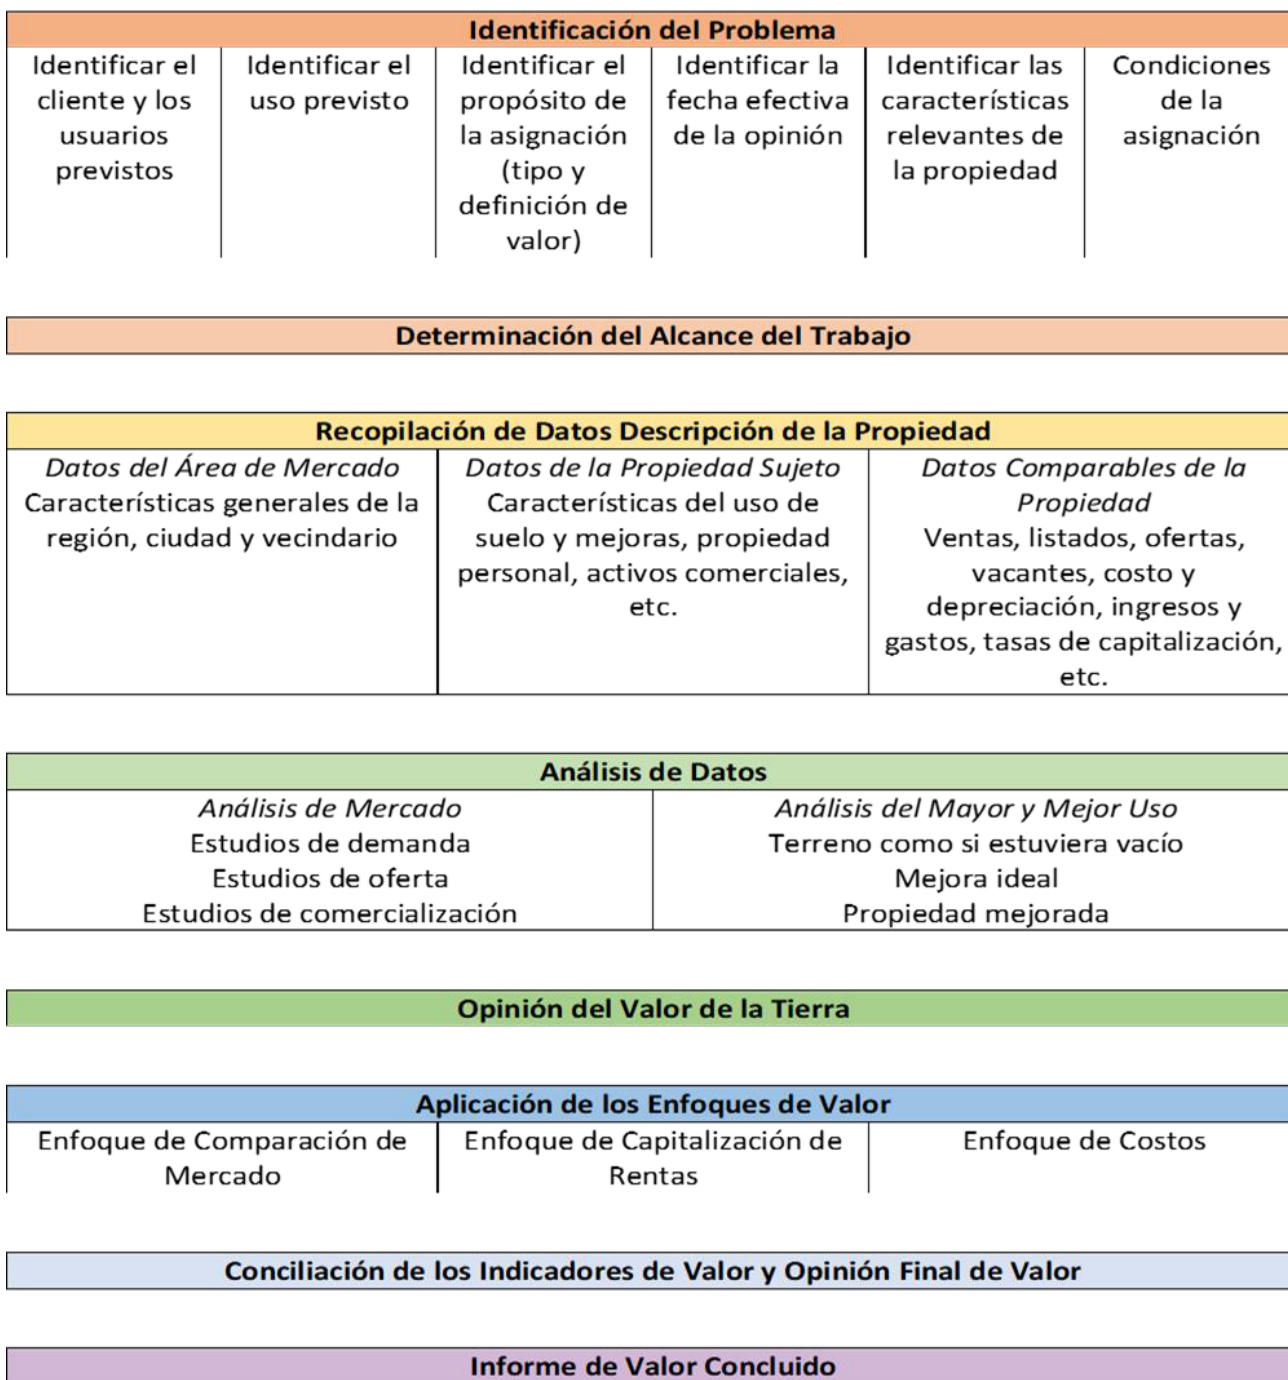 Identificación del Problema
Identificar el
cliente y los
usuarios
previstos
Identificar el
uso previsto
Identificar el
propósito de
la asignación
(tipo y
definición de
valor)
Identificar la
fecha efectiva
de la opinión
Identificar las
características
relevantes de
la propiedad
Condiciones
de la
asignación
Determinación del Alcance del Trabajo
Recopilación de Datos Descripción de la Propiedad
Datos del Área de Mercado
Características generales de la
región, ciudad y vecindario
Datos de la Propiedad Sujeto
Características del uso de
suelo y mejoras, propiedad
personal, activos comerciales,
etc.
Datos Comparables de la
Propiedad
Ventas, listados, ofertas,
vacantes, costo y
depreciación, ingresos y
gastos, tasas de capitalización,
etc.
Análisis de Datos
Análisis de Mercado
Estudios de demanda
Estudios de oferta
Estudios de comercialización
Análisis del Mayor y Mejor Uso
Terreno como si estuviera vacío
Mejora ideal
Propiedad mejorada
Opinión del Valor de la Tierra
Aplicación de los Enfoques de Valor
Enfoque de Comparación de
Mercado
Enfoque de Capitalización de
Rentas
Enfoque de Costos
Conciliación de los Indicadores de Valor y Opinión Final de Valor
Informe de Valor Concluido